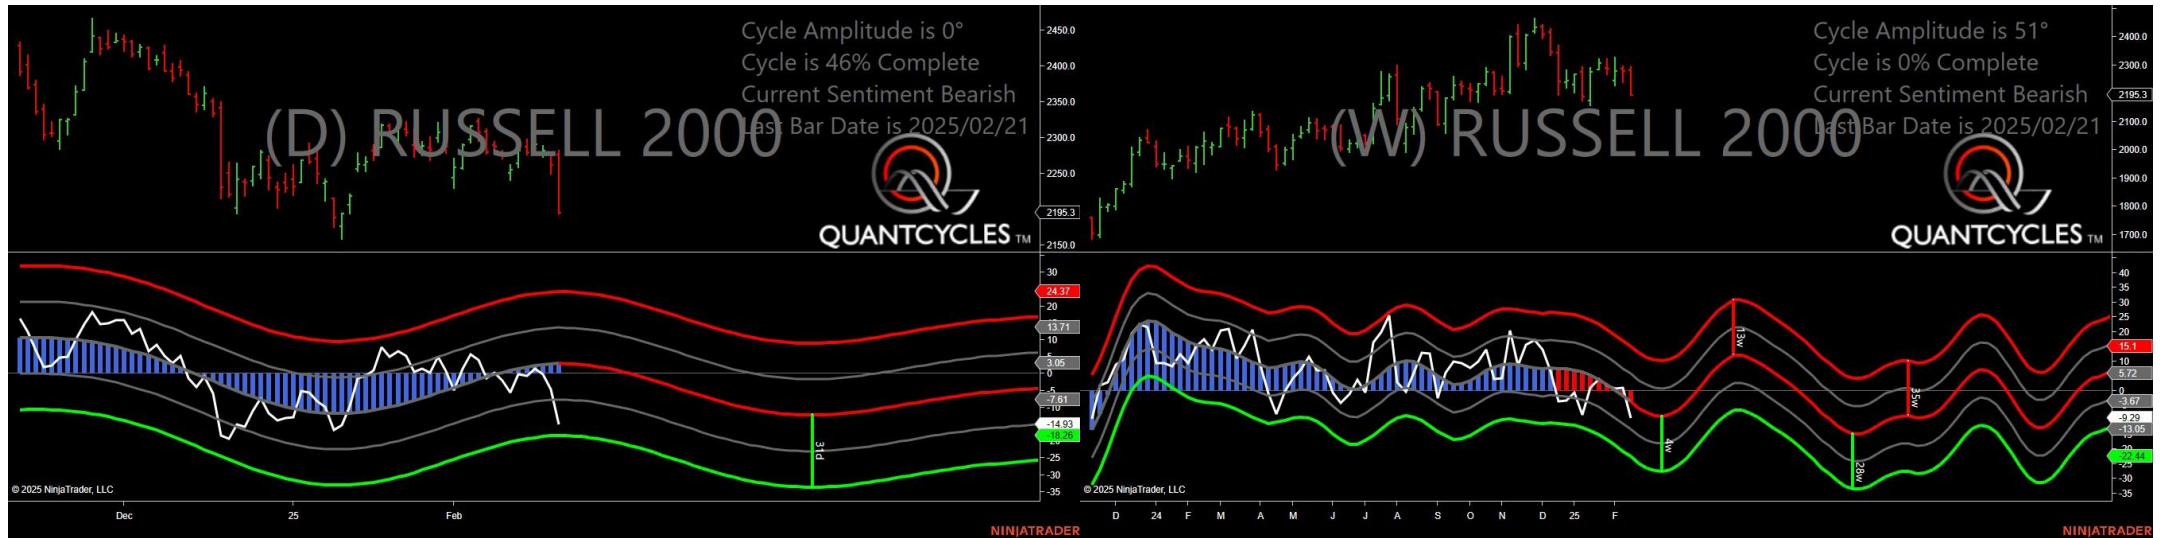 Cycle Amplitude is 0°
Cycle is 46% Complete
Current Sentiment Bearish
Last Bar Date is 2025/02/21
(D) RUSSELL 2000
QUANTCYCLES TM
2450.0
2400.0
2350.0
2300.0
2250.0
2195.3
2150.0
30
24.37
20
13.71
10
3.05
0
-5
-7.61
-10
-14.93
-18.26
-25
-30
-35
31d
© 2025 NinjaTrader, LLC
Dec
25
Feb
NINJATRADER
Cycle Amplitude is 51°
Cycle is 0% Complete
Current Sentiment Bearish
Last Bar Date is 2025/02/21
(W) RUSSELL 2000
QUANTCYCLES TM
2400.0
2300.0
2195.3
2100.0
2000.0
1900.0
1800.0
1700.0
40
35
30
25
20
15.1
10
5.72
0
-3.67
-9.29
-13.05
-22.44
-25
-30
-35
13w
35w
4w
28w
© 2025 NinjaTrader, LLC
D 24 F M A M J J A S O N D 25 F
NINJATRADER